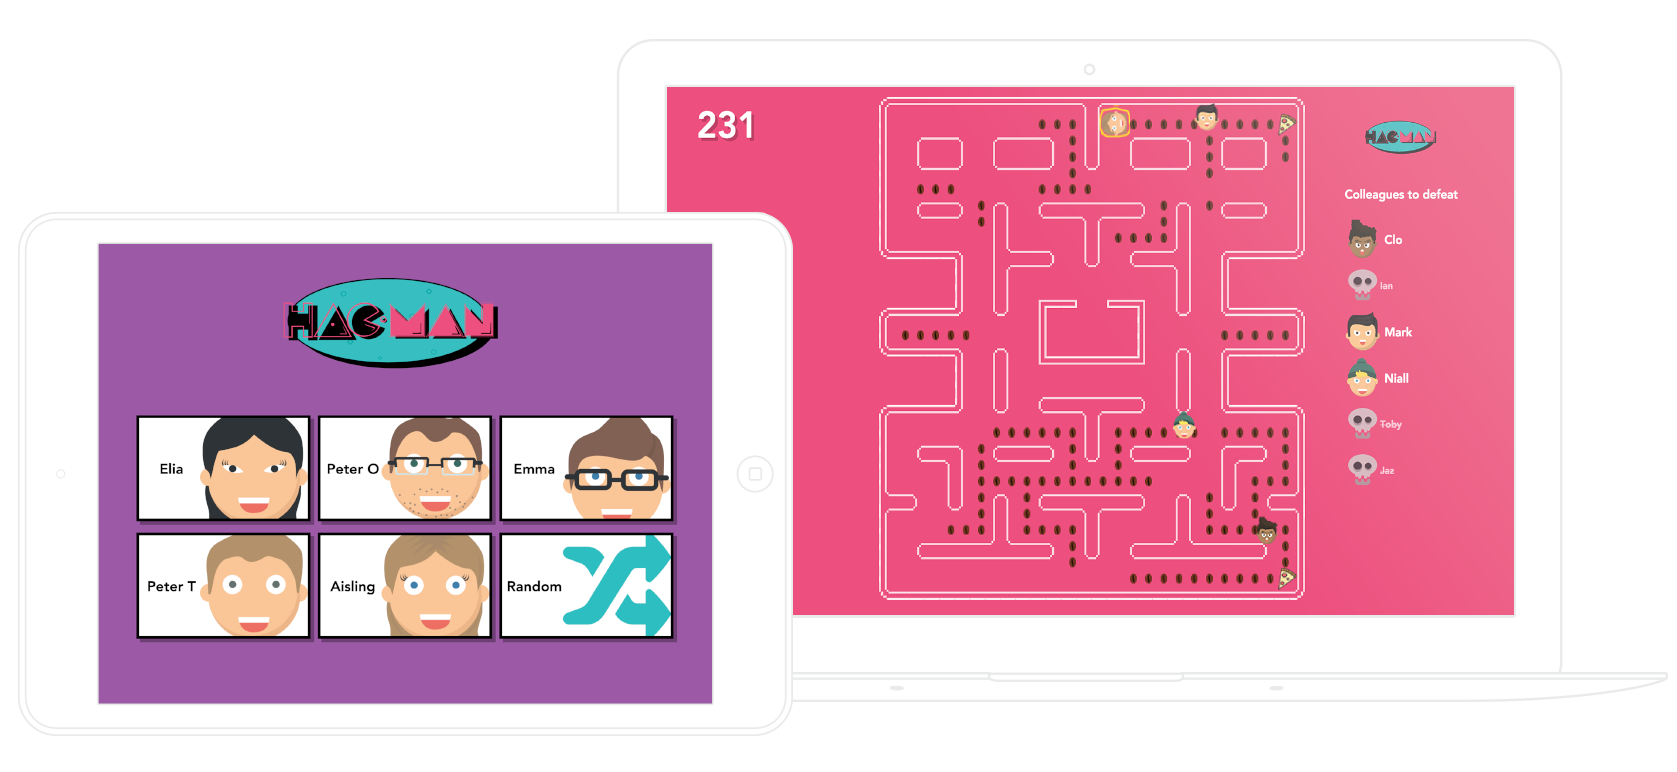 HACMAN
Elia
Peter O
Emma
Peter T
Aisling
Random
231
HACMAN
Colleagues to defeat
Clo
Ian
Mark
Niall
Toby
Jaz